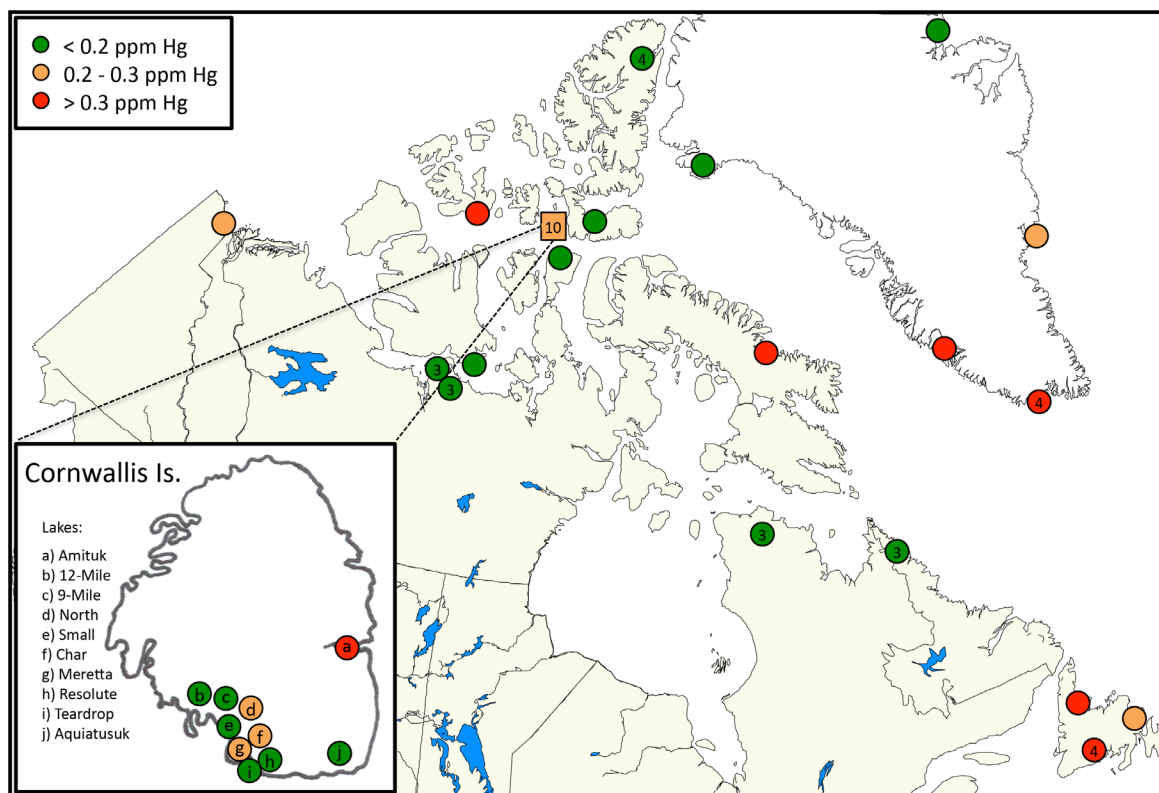 < 0.2 ppm Hg
0.2 - 0.3 ppm Hg
> 0.3 ppm Hg
4
10
3
3
4
3
3
4
Cornwallis Is.
Lakes:
a) Amituk
b) 12-Mile
c) 9-Mile
d) North
e) Small
f) Char
g) Meretta
h) Resolute
i) Teardrop
j) Aquiatusuk
a
b
c
d
e
f
g
h
i
j